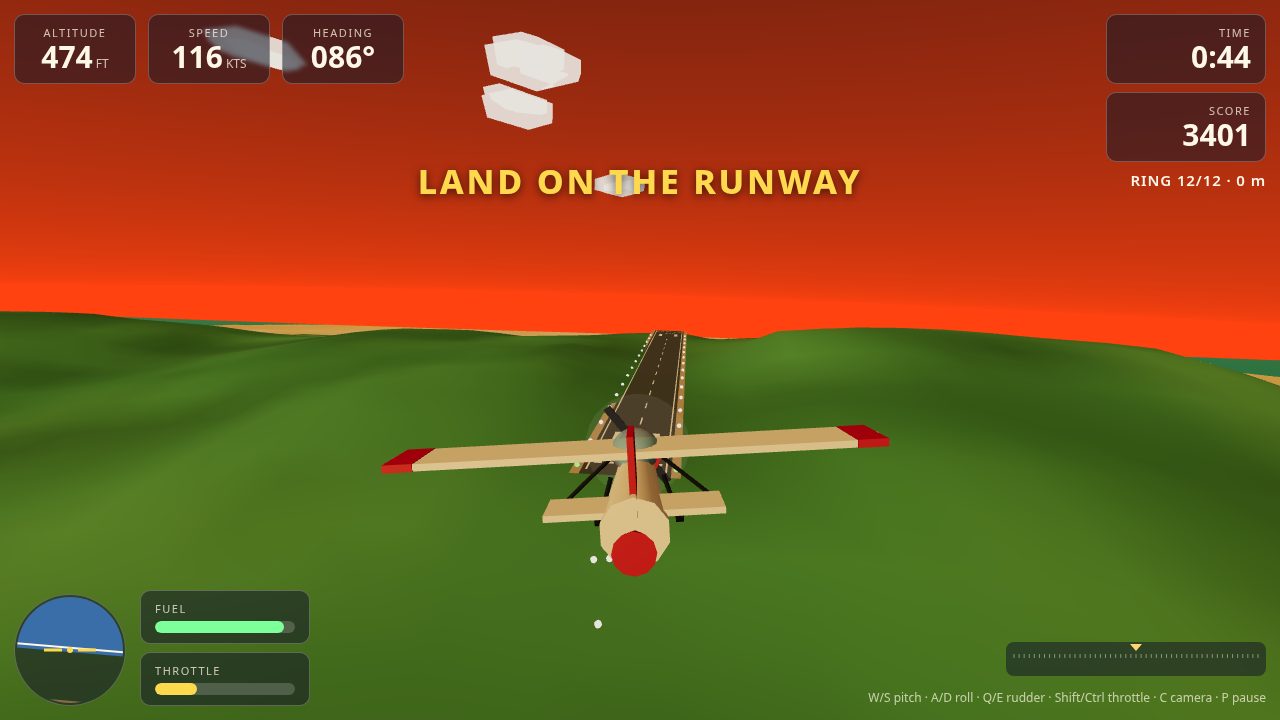 ALTITUDE
474 FT
SPEED
116 KTS
HEADING
086°
TIME
0:44
SCORE
3401
RING 12/12 · 0 m
LAND ON THE RUNWAY
FUEL
THROTTLE
W/S pitch · A/D roll · Q/E rudder · Shift/Ctrl throttle · C camera · P pause